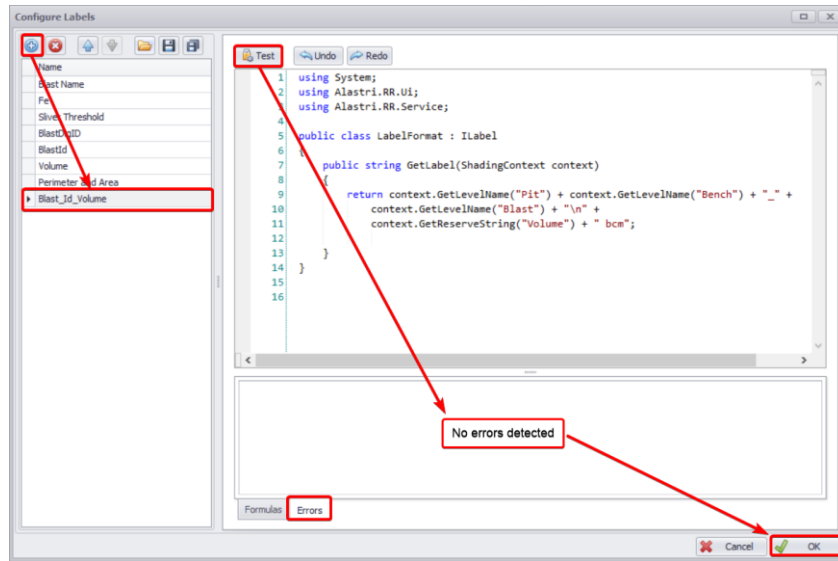 Configure Labels
Name
Blast Name
Fe
Sliver Threshold
BlastDigID
BlastId
Volume
Perimeter and Area
Blast_Id_Volume
Test
Undo
Redo
1 using System;
2 using Alastri.RR.Ui;
3 using Alastri.RR.Service;
4
5 public class LabelFormat : ILabel
6 {
7 public string GetLabel(ShadingContext context)
8 {
9 return context.GetLevelName("Pit") + context.GetLevelName("Bench") + "_" +
10 context.GetLevelName("Blast") + "\n" +
11 context.GetReserveString("Volume") + " bcm";
12
13 }
14 }
15
16
No errors detected
Formulas
Errors
Cancel
OK